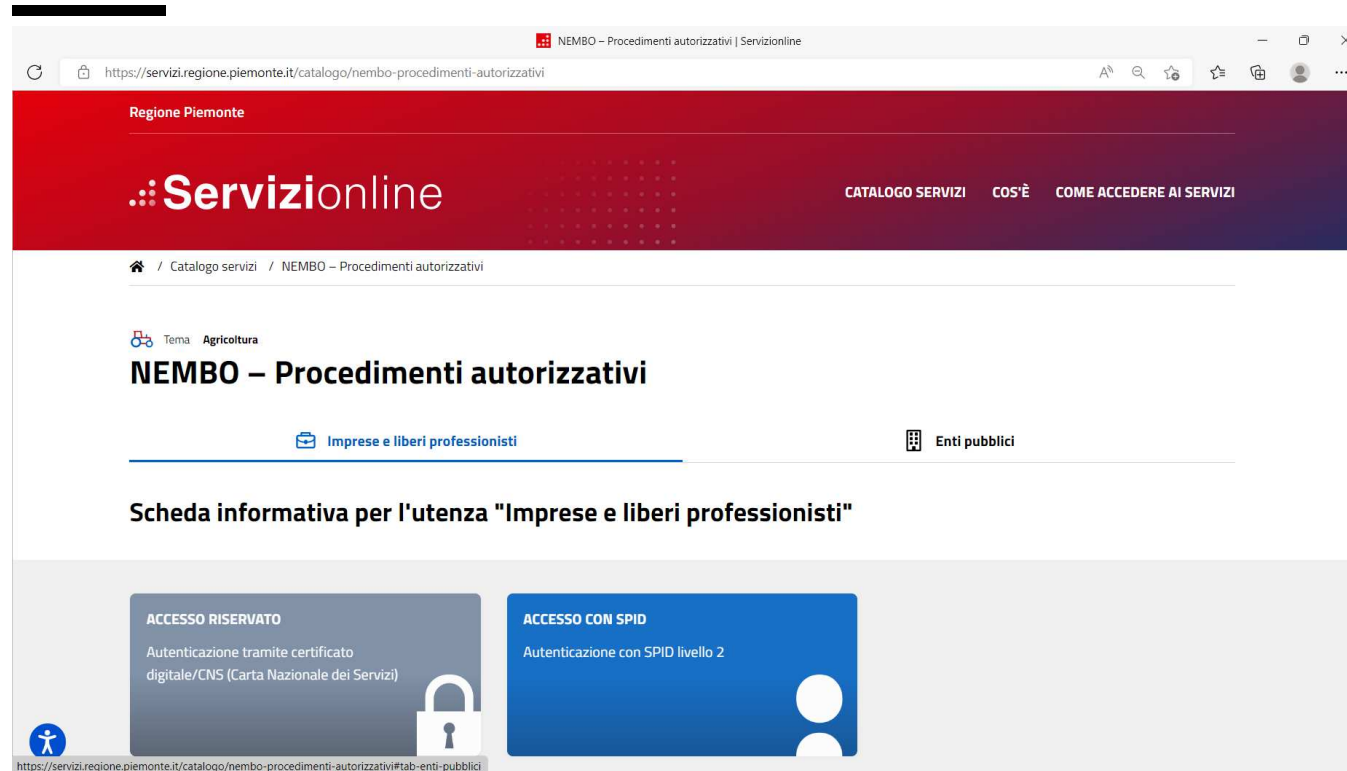 NEMBO – Procedimenti autorizzativi | Servizionline
https://servizi.regione.piemonte.it/catalogo/nembo-procedimenti-autorizzativi
Regione Piemonte
Servizionline
CATALOGO SERVIZI COS'È COME ACCEDERE AI SERVIZI
/ Catalogo servizi / NEMBO – Procedimenti autorizzativi
Tema Agricoltura
NEMBO – Procedimenti autorizzativi
Imprese e liberi professionisti Enti pubblici
Scheda informativa per l'utenza "Imprese e liberi professionisti"
ACCESSO RISERVATO
Autenticazione tramite certificato
digitale/CNS (Carta Nazionale dei Servizi)
ACCESSO CON SPID
Autenticazione con SPID livello 2
https://servizi.regione.piemonte.it/catalogo/nembo-procedimenti-autorizzativi#tab-enti-pubblici